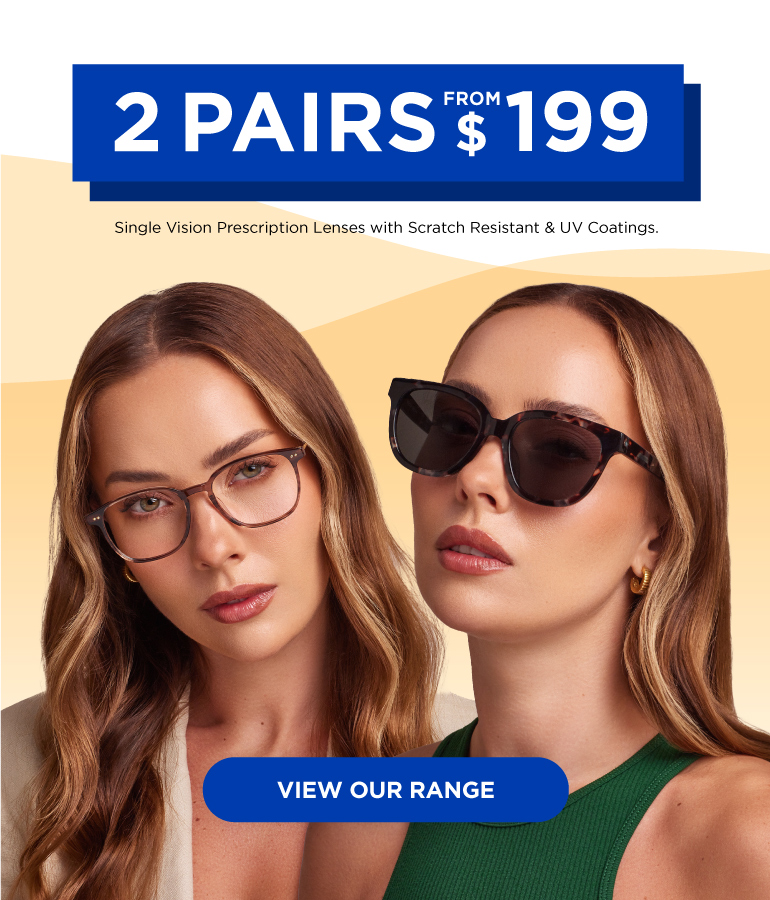 2 PAIRS FROM $199
Single Vision Prescription Lenses with Scratch Resistant & UV Coatings.
VIEW OUR RANGE